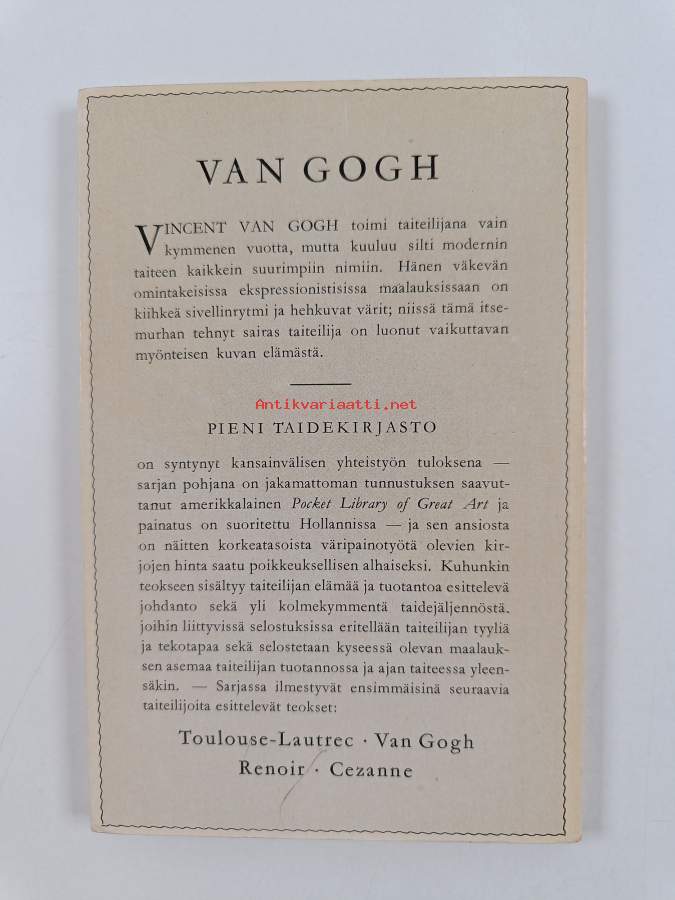 VAN GOGH
VINCENT VAN GOGH toimi taiteilijana vain
kymmenen vuotta, mutta kuuluu silti modernin
taiteen kaikkein suurimpiin nimiin. Hänen väkevän
omintakeisissa ekspressionistisissa maalauksissaan on
kiihkeä sivellinrytmi ja hehkuvat värit; niissä tämä itse-
murhan tehnyt sairas taiteilija on luonut vaikuttavan
myönteisen kuvan elämästä.
Antikvariaatti.net
PIENI TAIDEKIRJASTO
on syntynyt kansainvälisen yhteistyön tuloksena —
sarjan pohjana on jakamattoman tunnustuksen saavut-
tanut amerikkalainen Pocket Library of Great Art ja
painatus on suoritettu Hollannissa — ja sen ansiosta
on näitten korkeatasoista väripainotyötä olevien kir-
jojen hinta saatu poikkeuksellisen alhaiseksi. Kuhunkin
teokseen sisältyy taiteilijan elämää ja tuotantoa esittelevä
johdanto sekä yli kolmekymmentä taidejäljennöstä,
joihin liittyvissä selostuksissa eritellään taiteilijan tyyliä
ja tekotapaa sekä selostetaan kyseessä olevan maalauk-
sen asemaa taiteilijan tuotannossa ja ajan taiteessa yleen-
säkin. — Sarjassa ilmestyvät ensimmäisinä seuraavia
taiteilijoita esittelevät teokset:
Toulouse-Lautrec · Van Gogh
Renoir · Cezanne